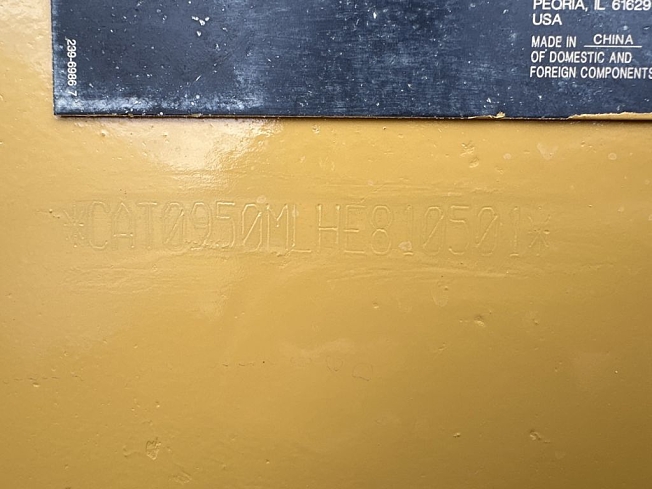 PEORIA, IL 61629
USA
MADE IN CHINA
OF DOMESTIC AND
FOREIGN COMPONENTS
239-6986 7
*CAT0950MLHE810501*